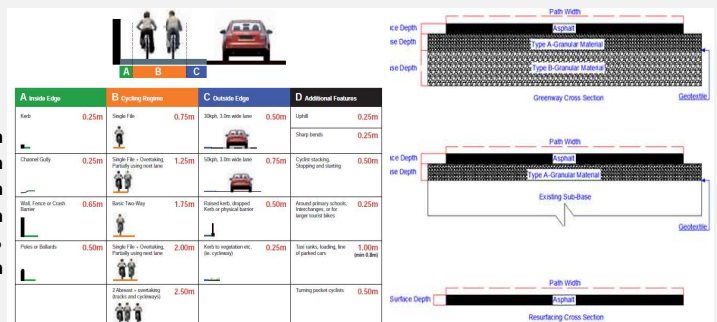 A B C
A Inside Edge
B Cycling Regime
C Outside Edge
D Additional Features
Kerb 0.25m
Single File 0.75m
30kph, 3.0m wide lane 0.50m
Uphill 0.25m
Sharp bends 0.25m
Channel Gully 0.25m
Single File + Overtaking,
Partially using next lane 1.25m
50kph, 3.0m wide lane 0.75m
Cyclist stacking,
Stopping and starting 0.50m
Wall, Fence or Crash
Barrier 0.65m
Basic Two-Way 1.75m
Raised kerb, dropped
Kerb or physical barrier 0.50m
Around primary schools,
Interchanges, or for
larger tourist bikes 0.25m
Poles or Bollards 0.50m
Single File + Overtaking,
Partially using next lane 2.00m
Kerb to vegetation etc.
(ie. cycleway) 0.25m
Taxi ranks, loading, line
of parked cars 1.00m
(min 0.8m)
2 Abreast + overtaking
(tracks and cycleways) 2.50m
Turning pocket cyclists 0.50m
Path Width
Asphalt
Type A-Granular Material
Type B-Granular Material
Geotextile
Greenway Cross Section
Path Width
Asphalt
Type A-Granular Material
Existing Sub-Base
Geotextile
Path Width
Surface Depth
Asphalt
Resurfacing Cross Section